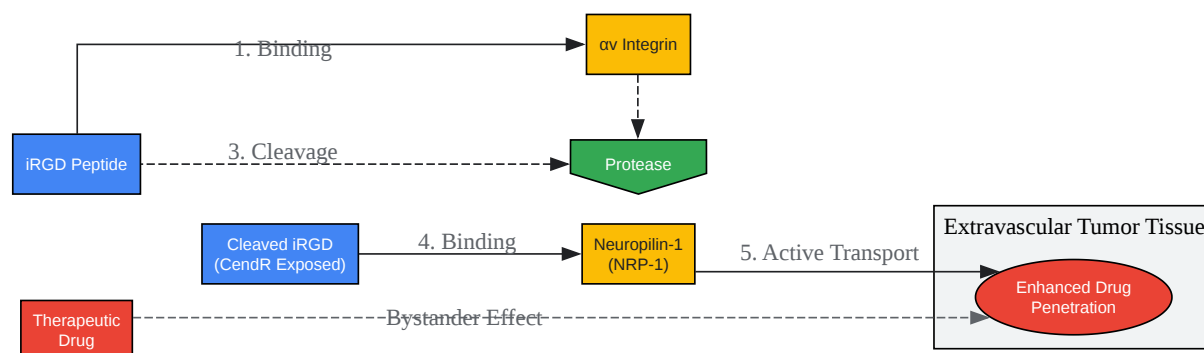 αv Integrin
1. Binding
iRGD Peptide
3. Cleavage
Protease
Extravascular Tumor Tissue
Cleaved iRGD
(CendR Exposed)
4. Binding
Neuropilin-1
(NRP-1)
5. Active Transport
Enhanced Drug
Penetration
Therapeutic
Drug
Bystander Effect